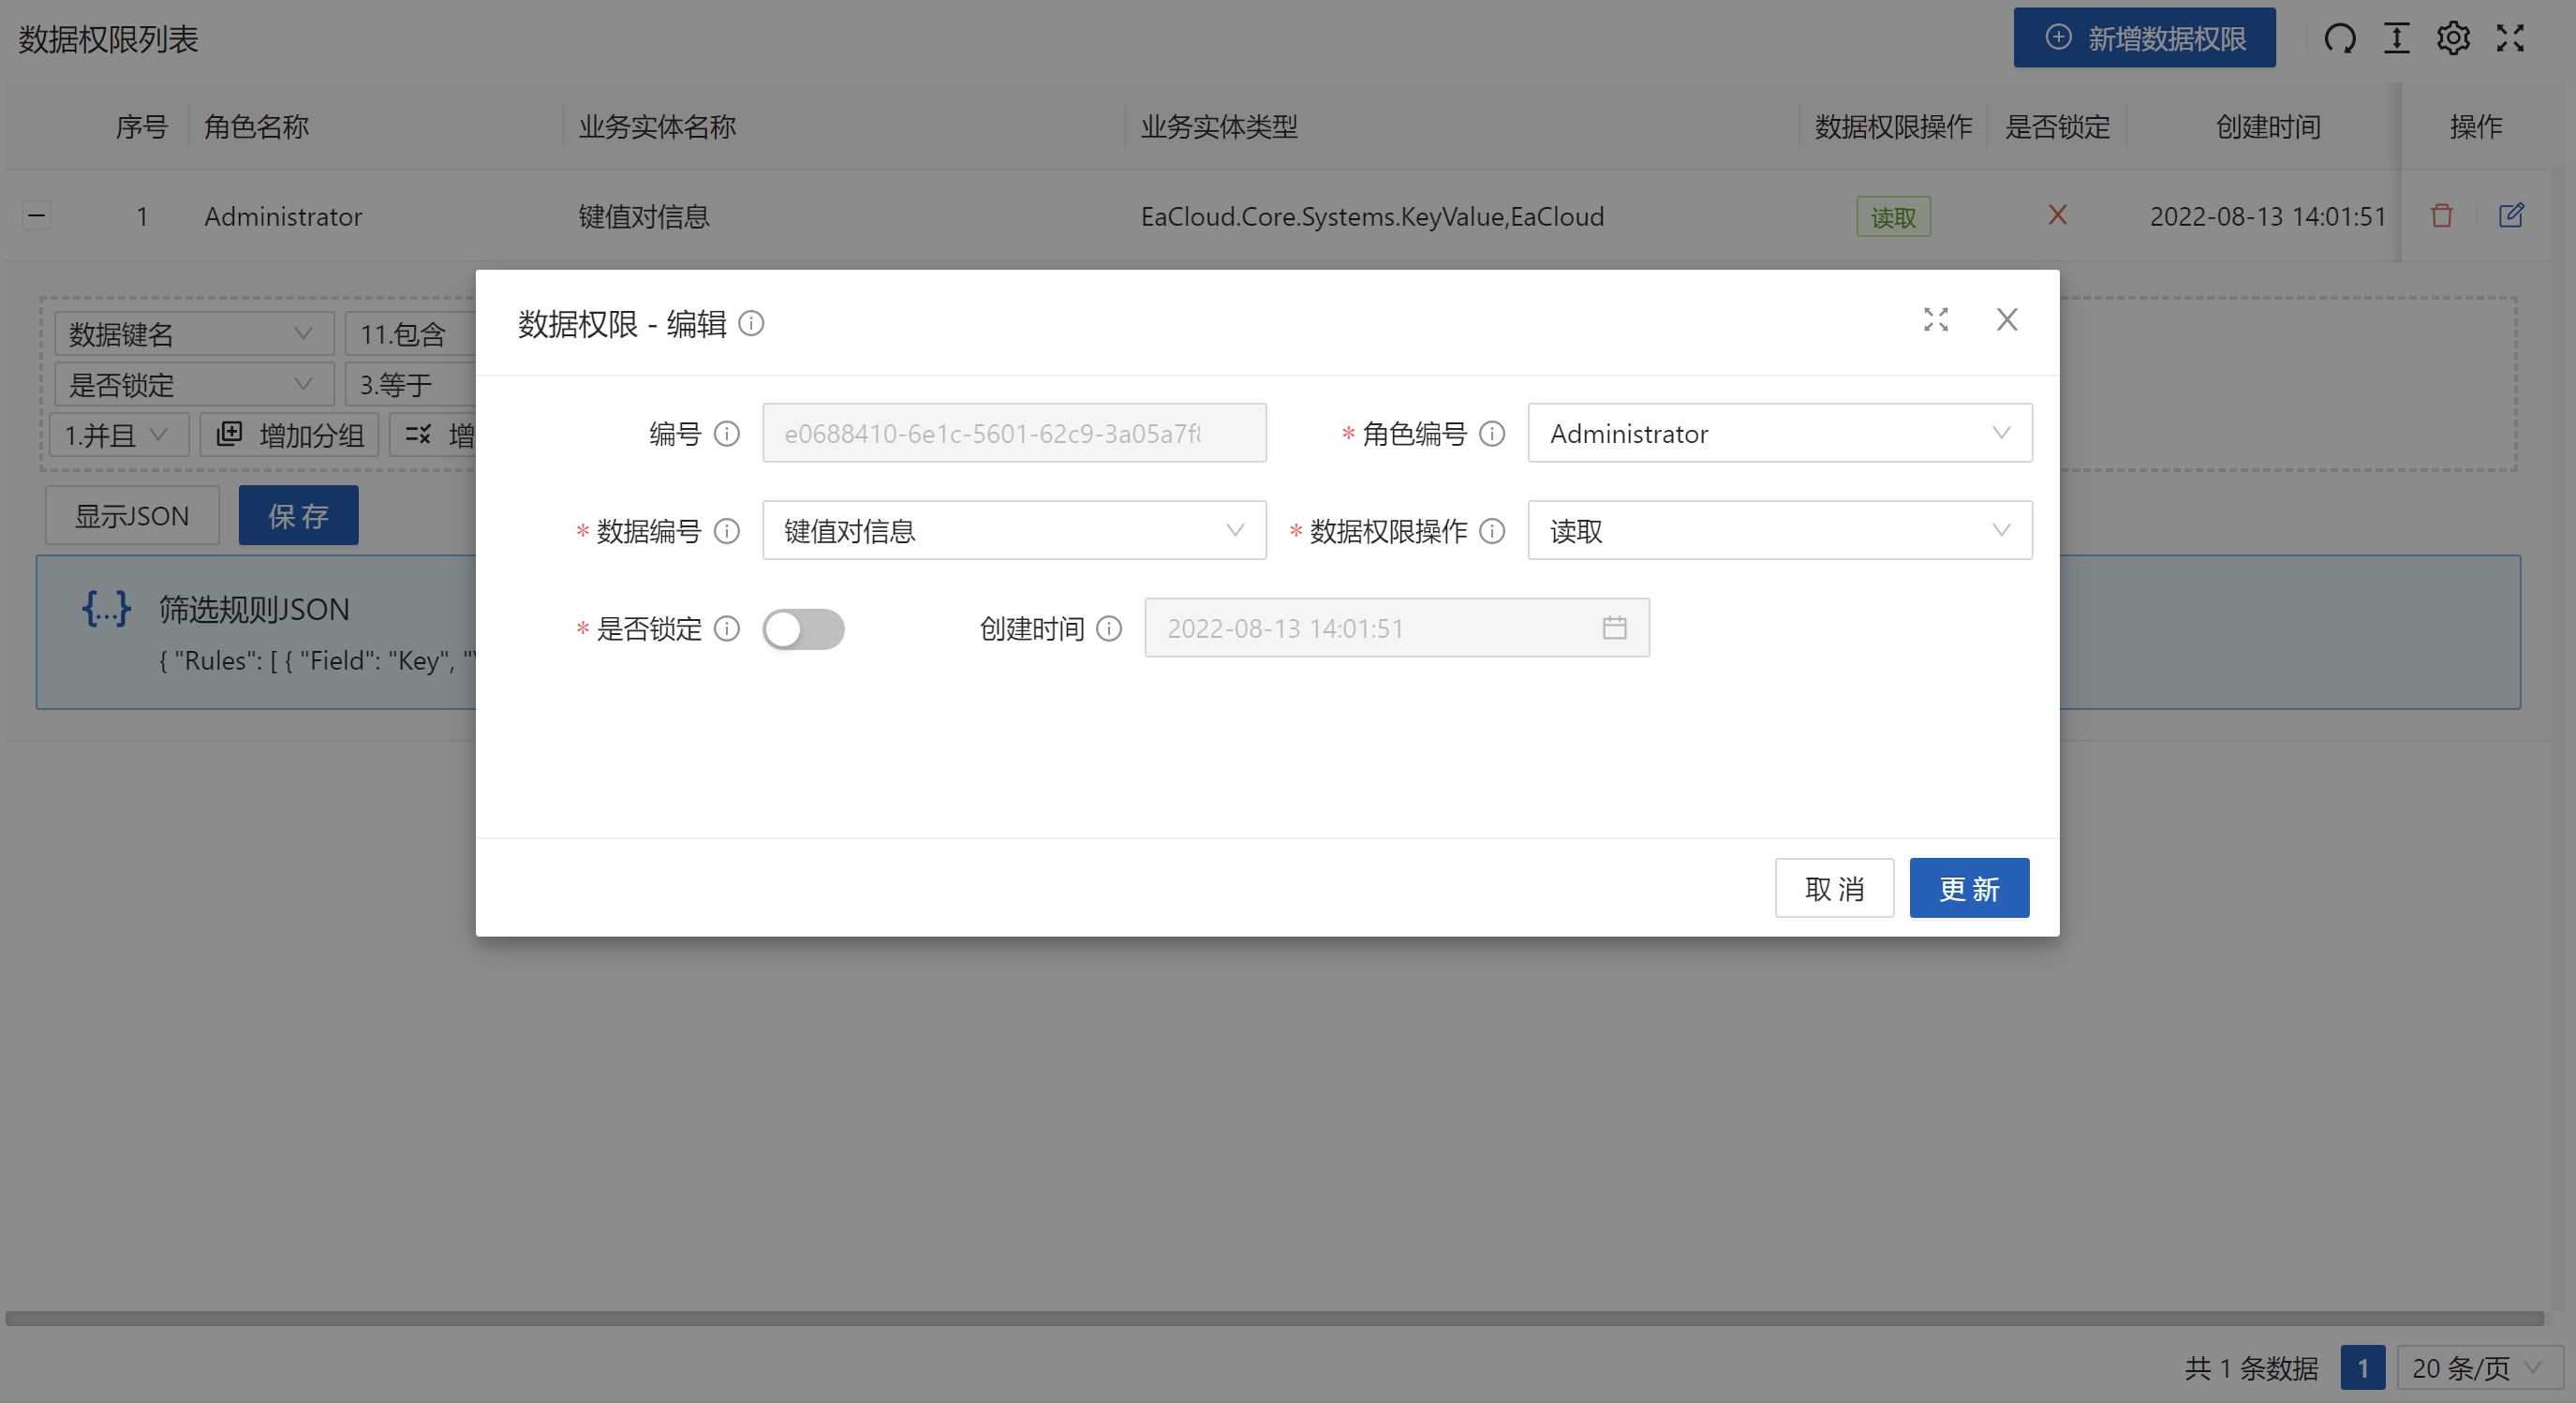 数据权限列表
新增数据权限
序号 角色名称 业务实体名称 业务实体类型 数据权限操作 是否锁定 创建时间 操作
1 Administrator 键值对信息 EaCloud.Core.Systems.KeyValue,EaCloud 读取 2022-08-13 14:01:51
数据键名 11.包含
是否锁定 3.等于
1.并且 增加分组 增
显示JSON 保存
筛选规则JSON
{ "Rules": [ { "Field": "Key", "
数据权限 - 编辑
编号 e0688410-6e1c-5601-62c9-3a05a7f
* 角色编号 Administrator
* 数据编号 键值对信息
* 数据权限操作 读取
* 是否锁定
创建时间 2022-08-13 14:01:51
取消 更新
共 1 条数据 1 20 条/页